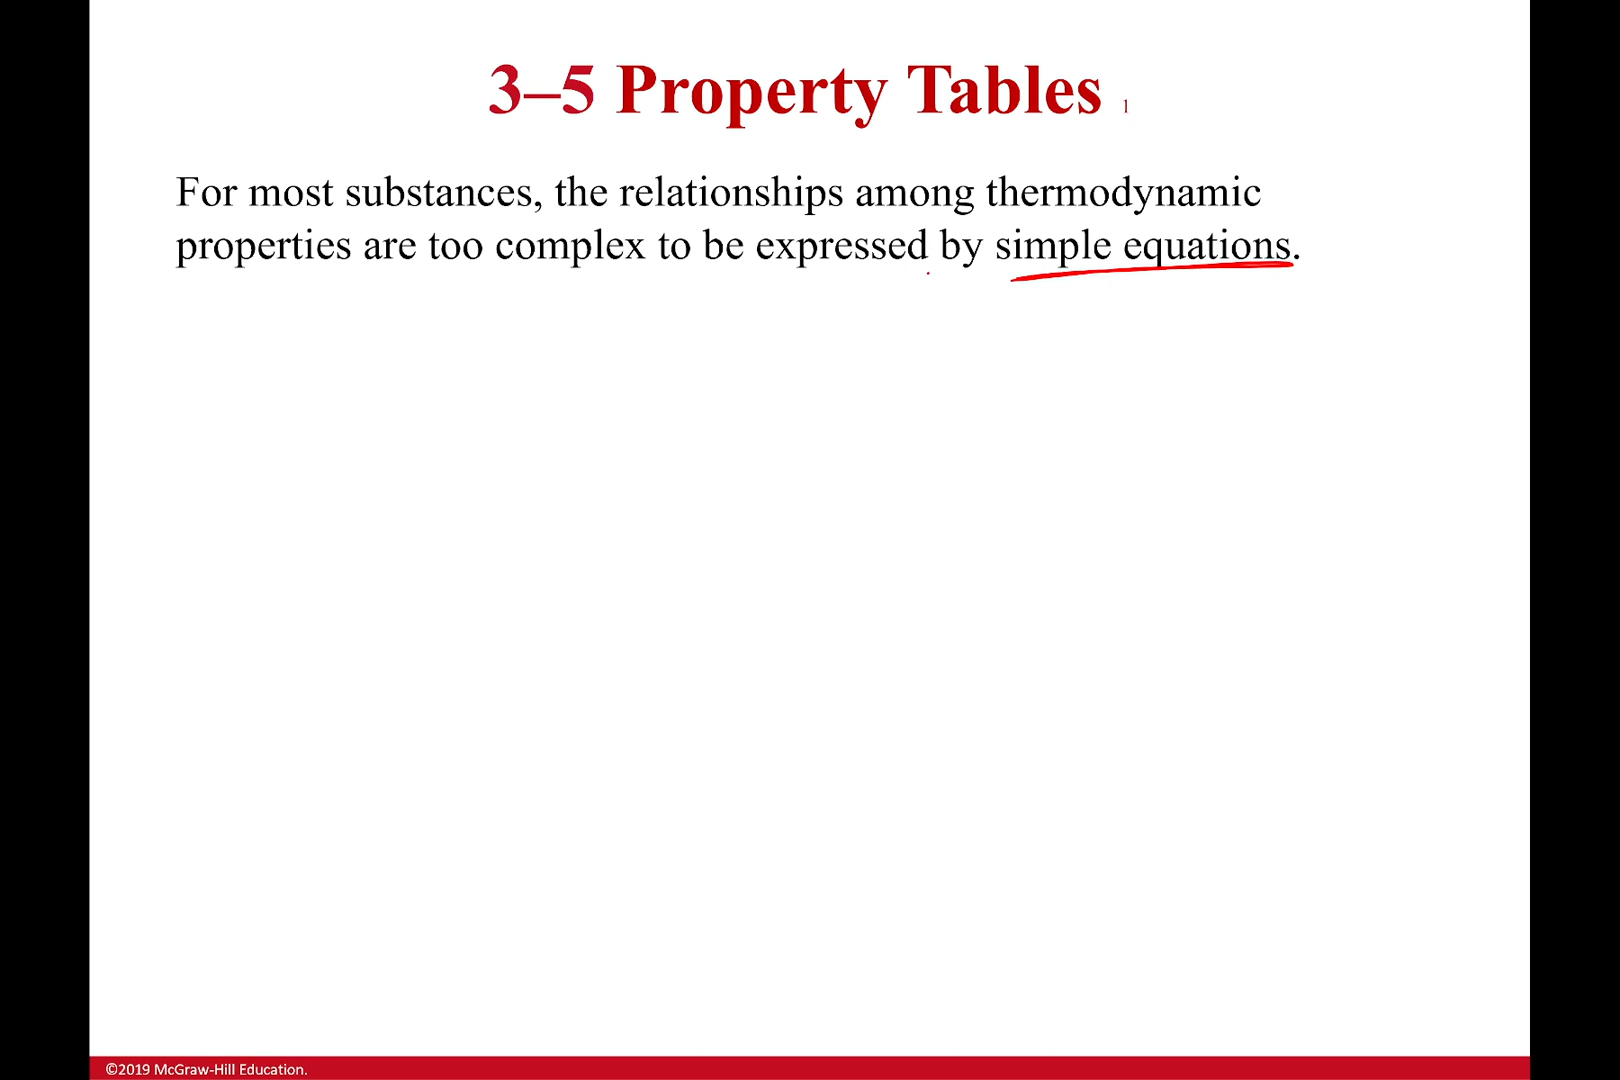 3–5 Property Tables 1
For most substances, the relationships among thermodynamic
properties are too complex to be expressed by simple equations.
©2019 McGraw-Hill Education.